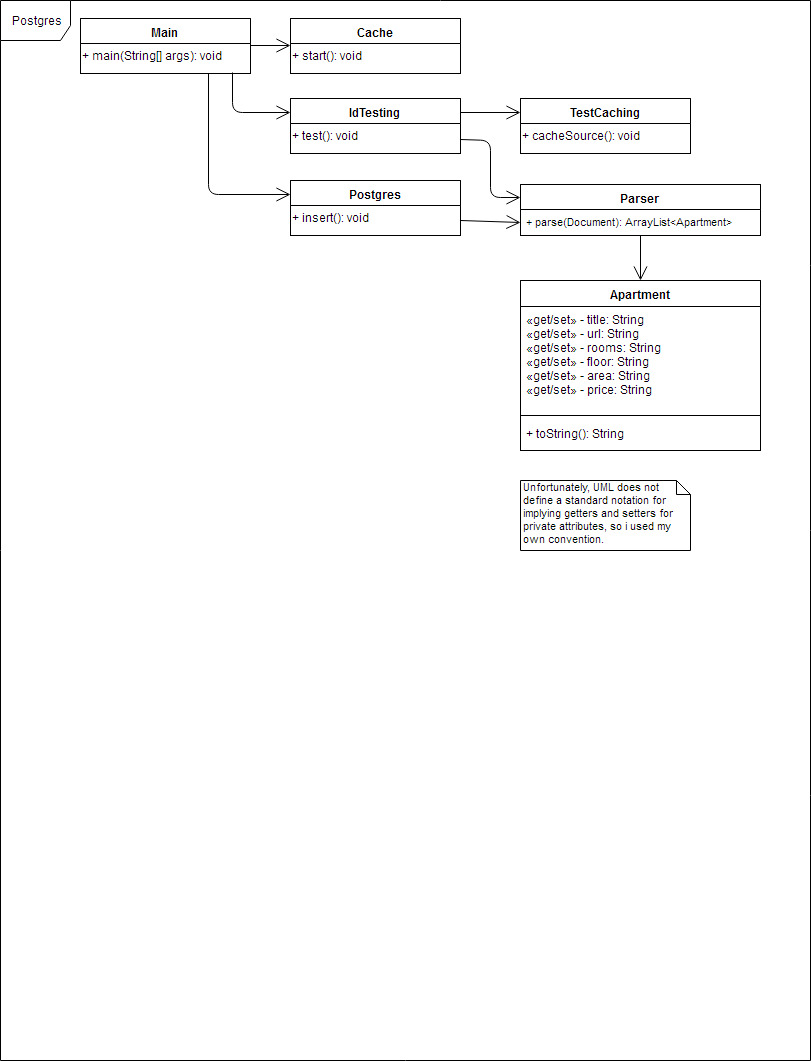 Postgres
Main
+ main(String[] args): void
Cache
+ start(): void
IdTesting
+ test(): void
TestCaching
+ cacheSource(): void
Postgres
+ insert(): void
Parser
+ parse(Document): ArrayList<Apartment>
Apartment
«get/set» - title: String
«get/set» - url: String
«get/set» - rooms: String
«get/set» - floor: String
«get/set» - area: String
«get/set» - price: String
+ toString(): String
Unfortunately, UML does not
define a standard notation for
implying getters and setters for
private attributes, so i used my
own convention.